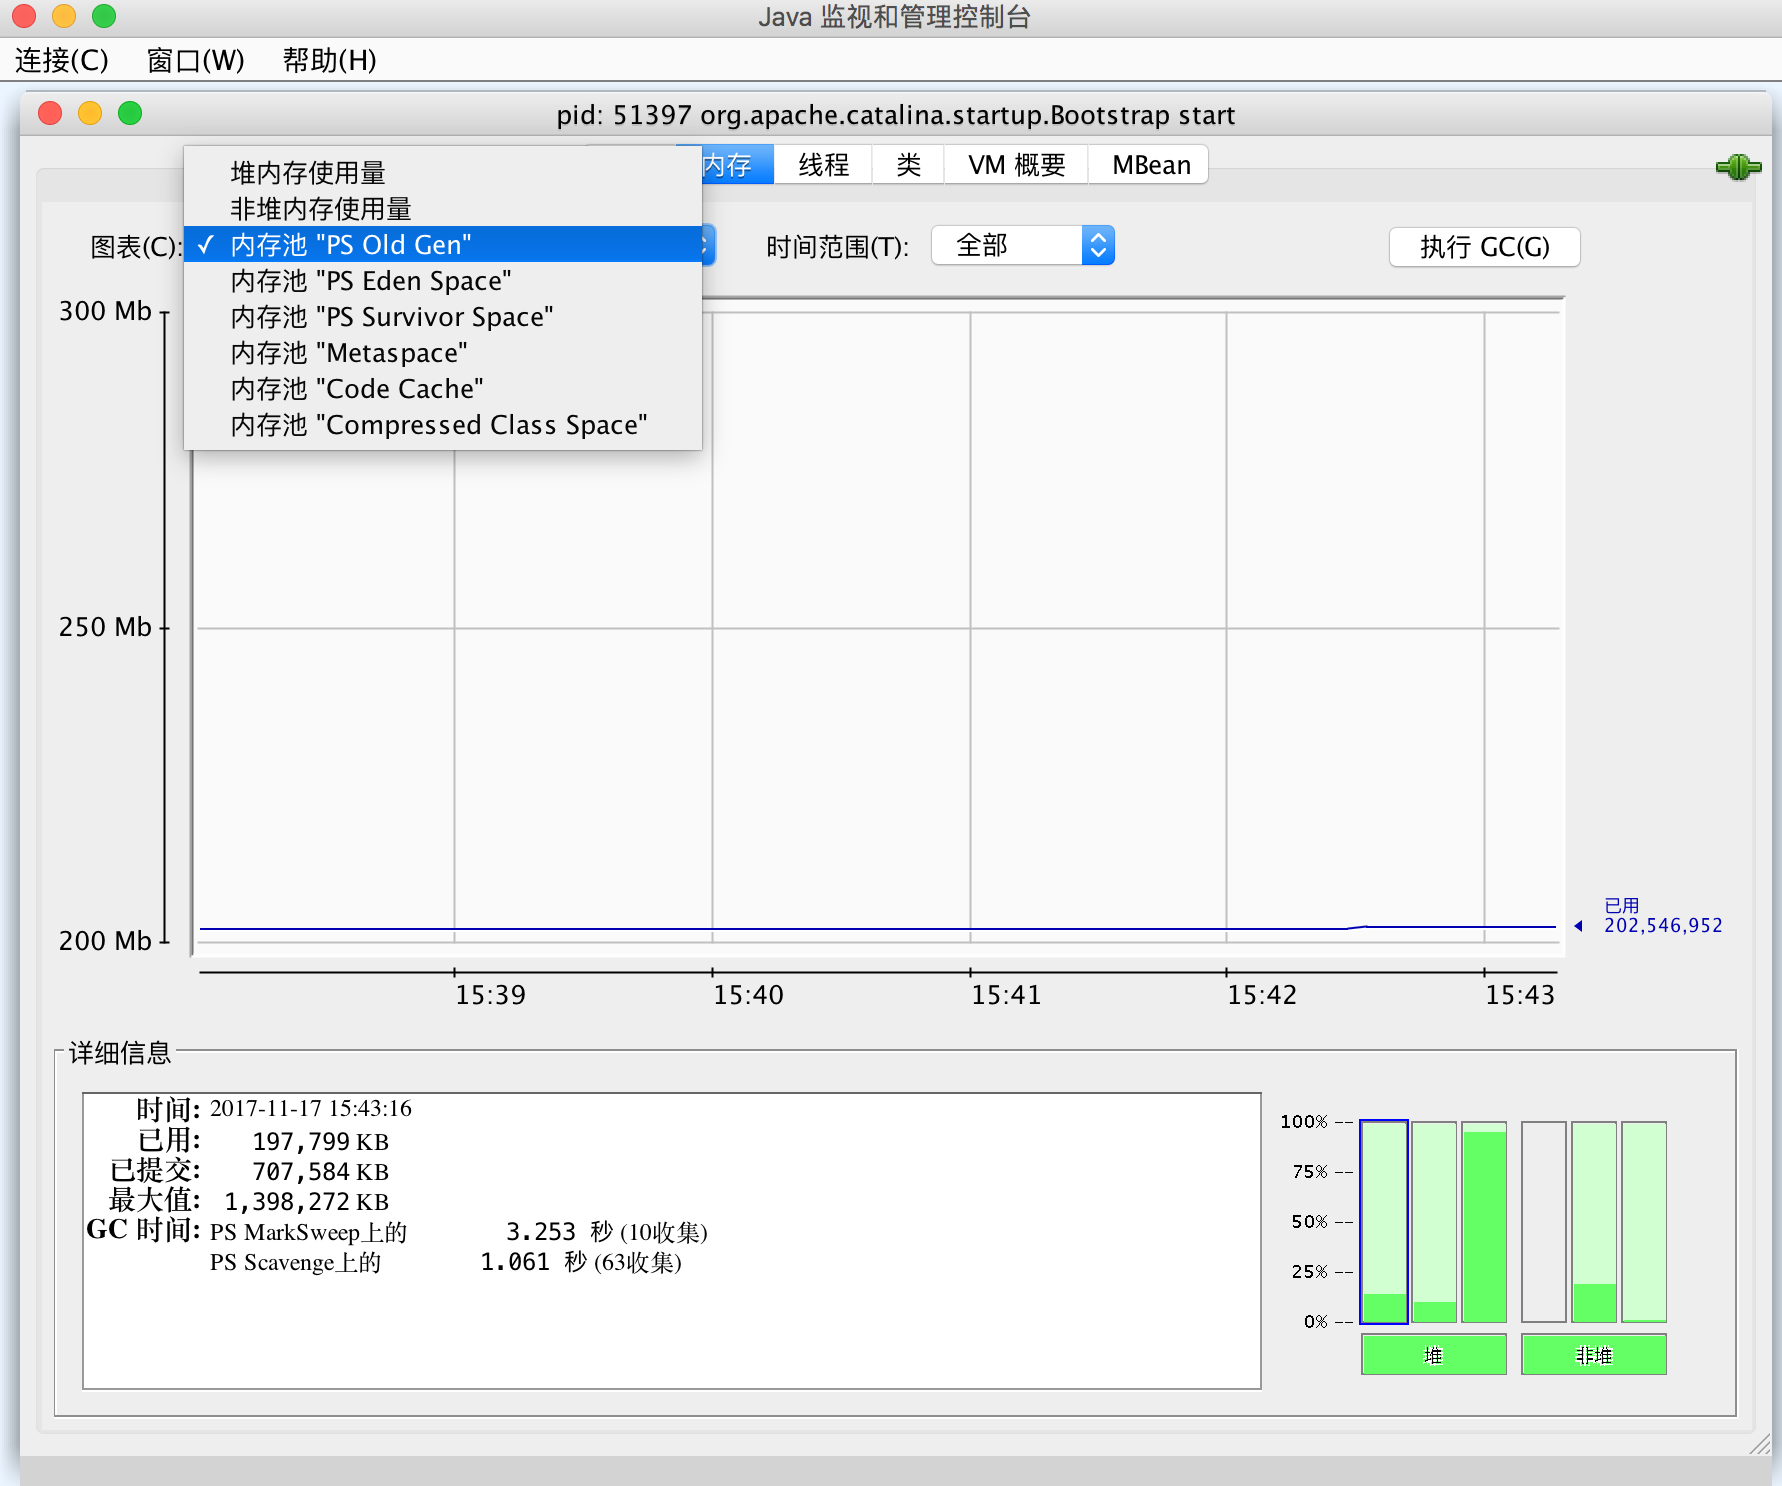 Java 监视和管理控制台
连接(C) 窗口(W) 帮助(H)
pid: 51397 org.apache.catalina.startup.Bootstrap start
内存 线程 类 VM 概要 MBean
图表(C):
堆内存使用量
非堆内存使用量
✓ 内存池 "PS Old Gen"
内存池 "PS Eden Space"
内存池 "PS Survivor Space"
内存池 "Metaspace"
内存池 "Code Cache"
内存池 "Compressed Class Space"
时间范围(T): 全部
执行 GC(G)
300 Mb
250 Mb
200 Mb
已用
202,546,952
15:39 15:40 15:41 15:42 15:43
详细信息
时间: 2017-11-17 15:43:16
已用: 197,799 KB
已提交: 707,584 KB
最大值: 1,398,272 KB
GC 时间: PS MarkSweep上的 3.253 秒 (10收集)
PS Scavenge上的 1.061 秒 (63收集)
100% --
75% --
50% --
25% --
0% --
堆 非堆